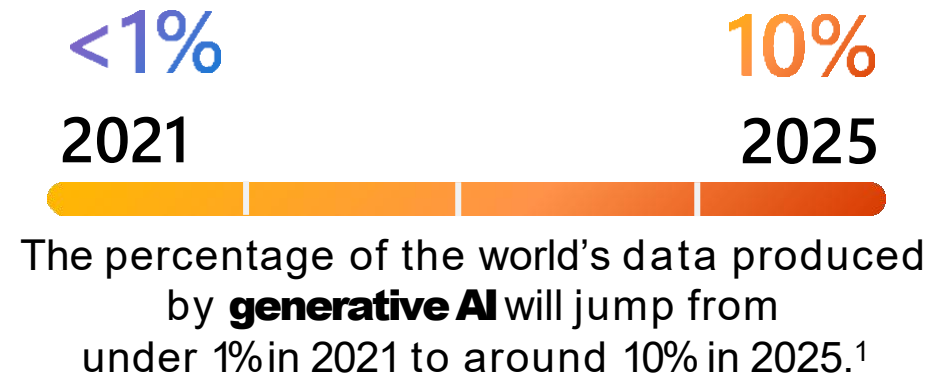 <1% 10%
2021 2025
The percentage of the world's data produced
by generative AI will jump from
under 1% in 2021 to around 10% in 2025.¹